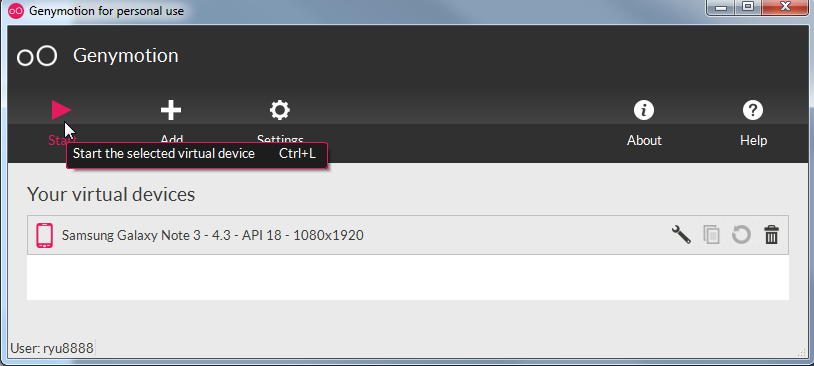 Genymotion for personal use
Genymotion
Start Add Settings About Help
Start the selected virtual device Ctrl+L
Your virtual devices
Samsung Galaxy Note 3 - 4.3 - API 18 - 1080x1920
User: ryu8888